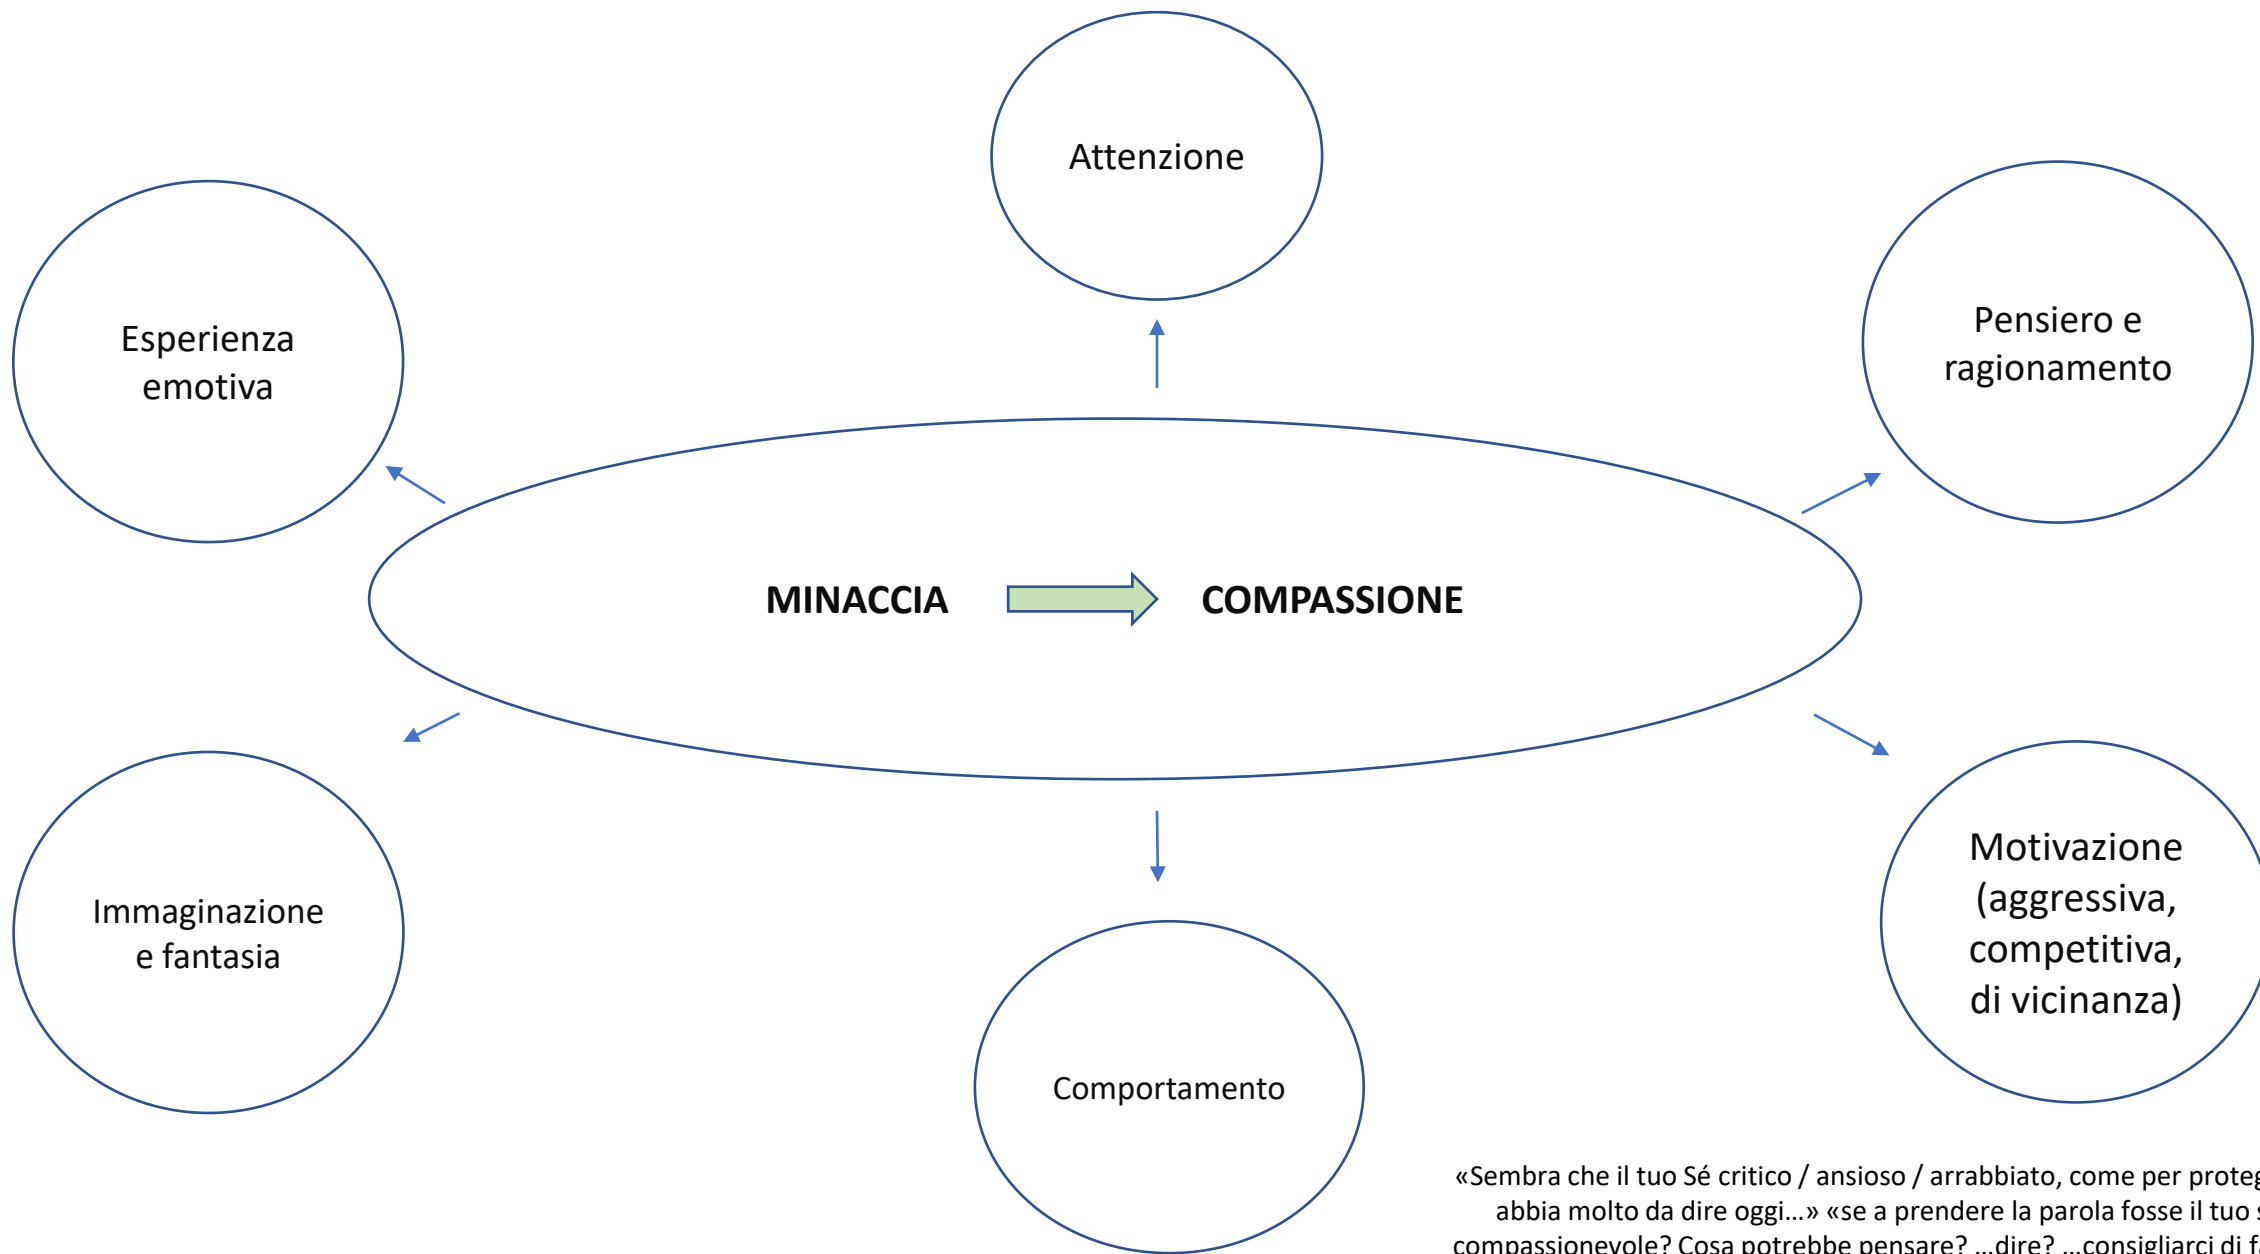 Attenzione
Esperienza
emotiva
Pensiero e
ragionamento
MINACCIA COMPASSIONE
Immaginazione
e fantasia
Motivazione
(aggressiva,
competitiva,
di vicinanza)
Comportamento
«Sembra che il tuo Sé critico / ansioso / arrabbiato, come per
abbia molto da dire oggi…» «se a prendere la parola fosse il tuo
compassionevole? Cosa potrebbe pensare? …dire? …consigliarci di